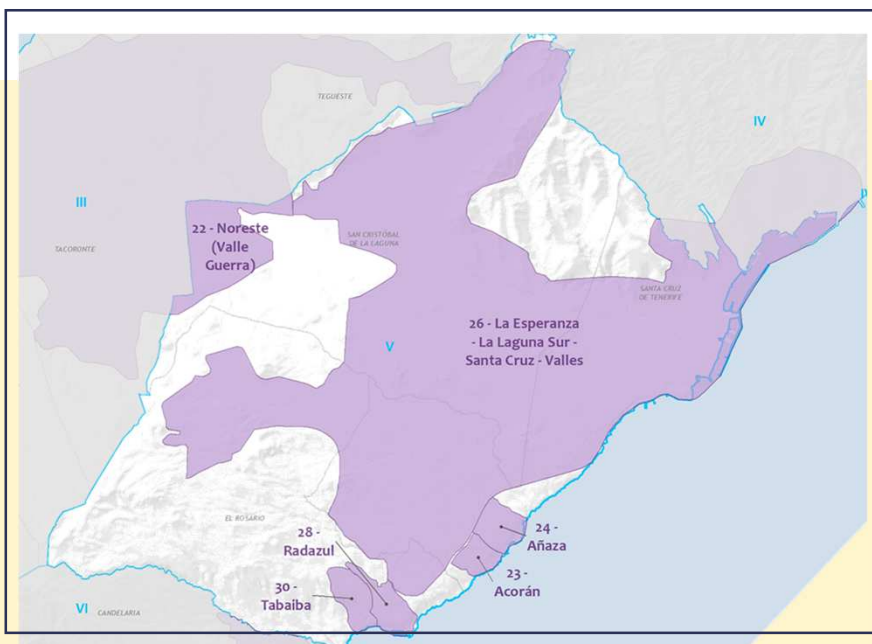 TEGUESTE
IV
III
22 - Noreste
(Valle
Guerra)
SAN CRISTÓBAL
DE LA LAGUNA
TACORONTE
SANTA CRUZ
DE TENERIFE
26 - La Esperanza
- La Laguna Sur -
Santa Cruz - Valles
V
EL ROSARIO
28 -
Radazul
24 -
Añaza
23 -
Acorán
30 -
Tabaiba
VI
CANDELARIA